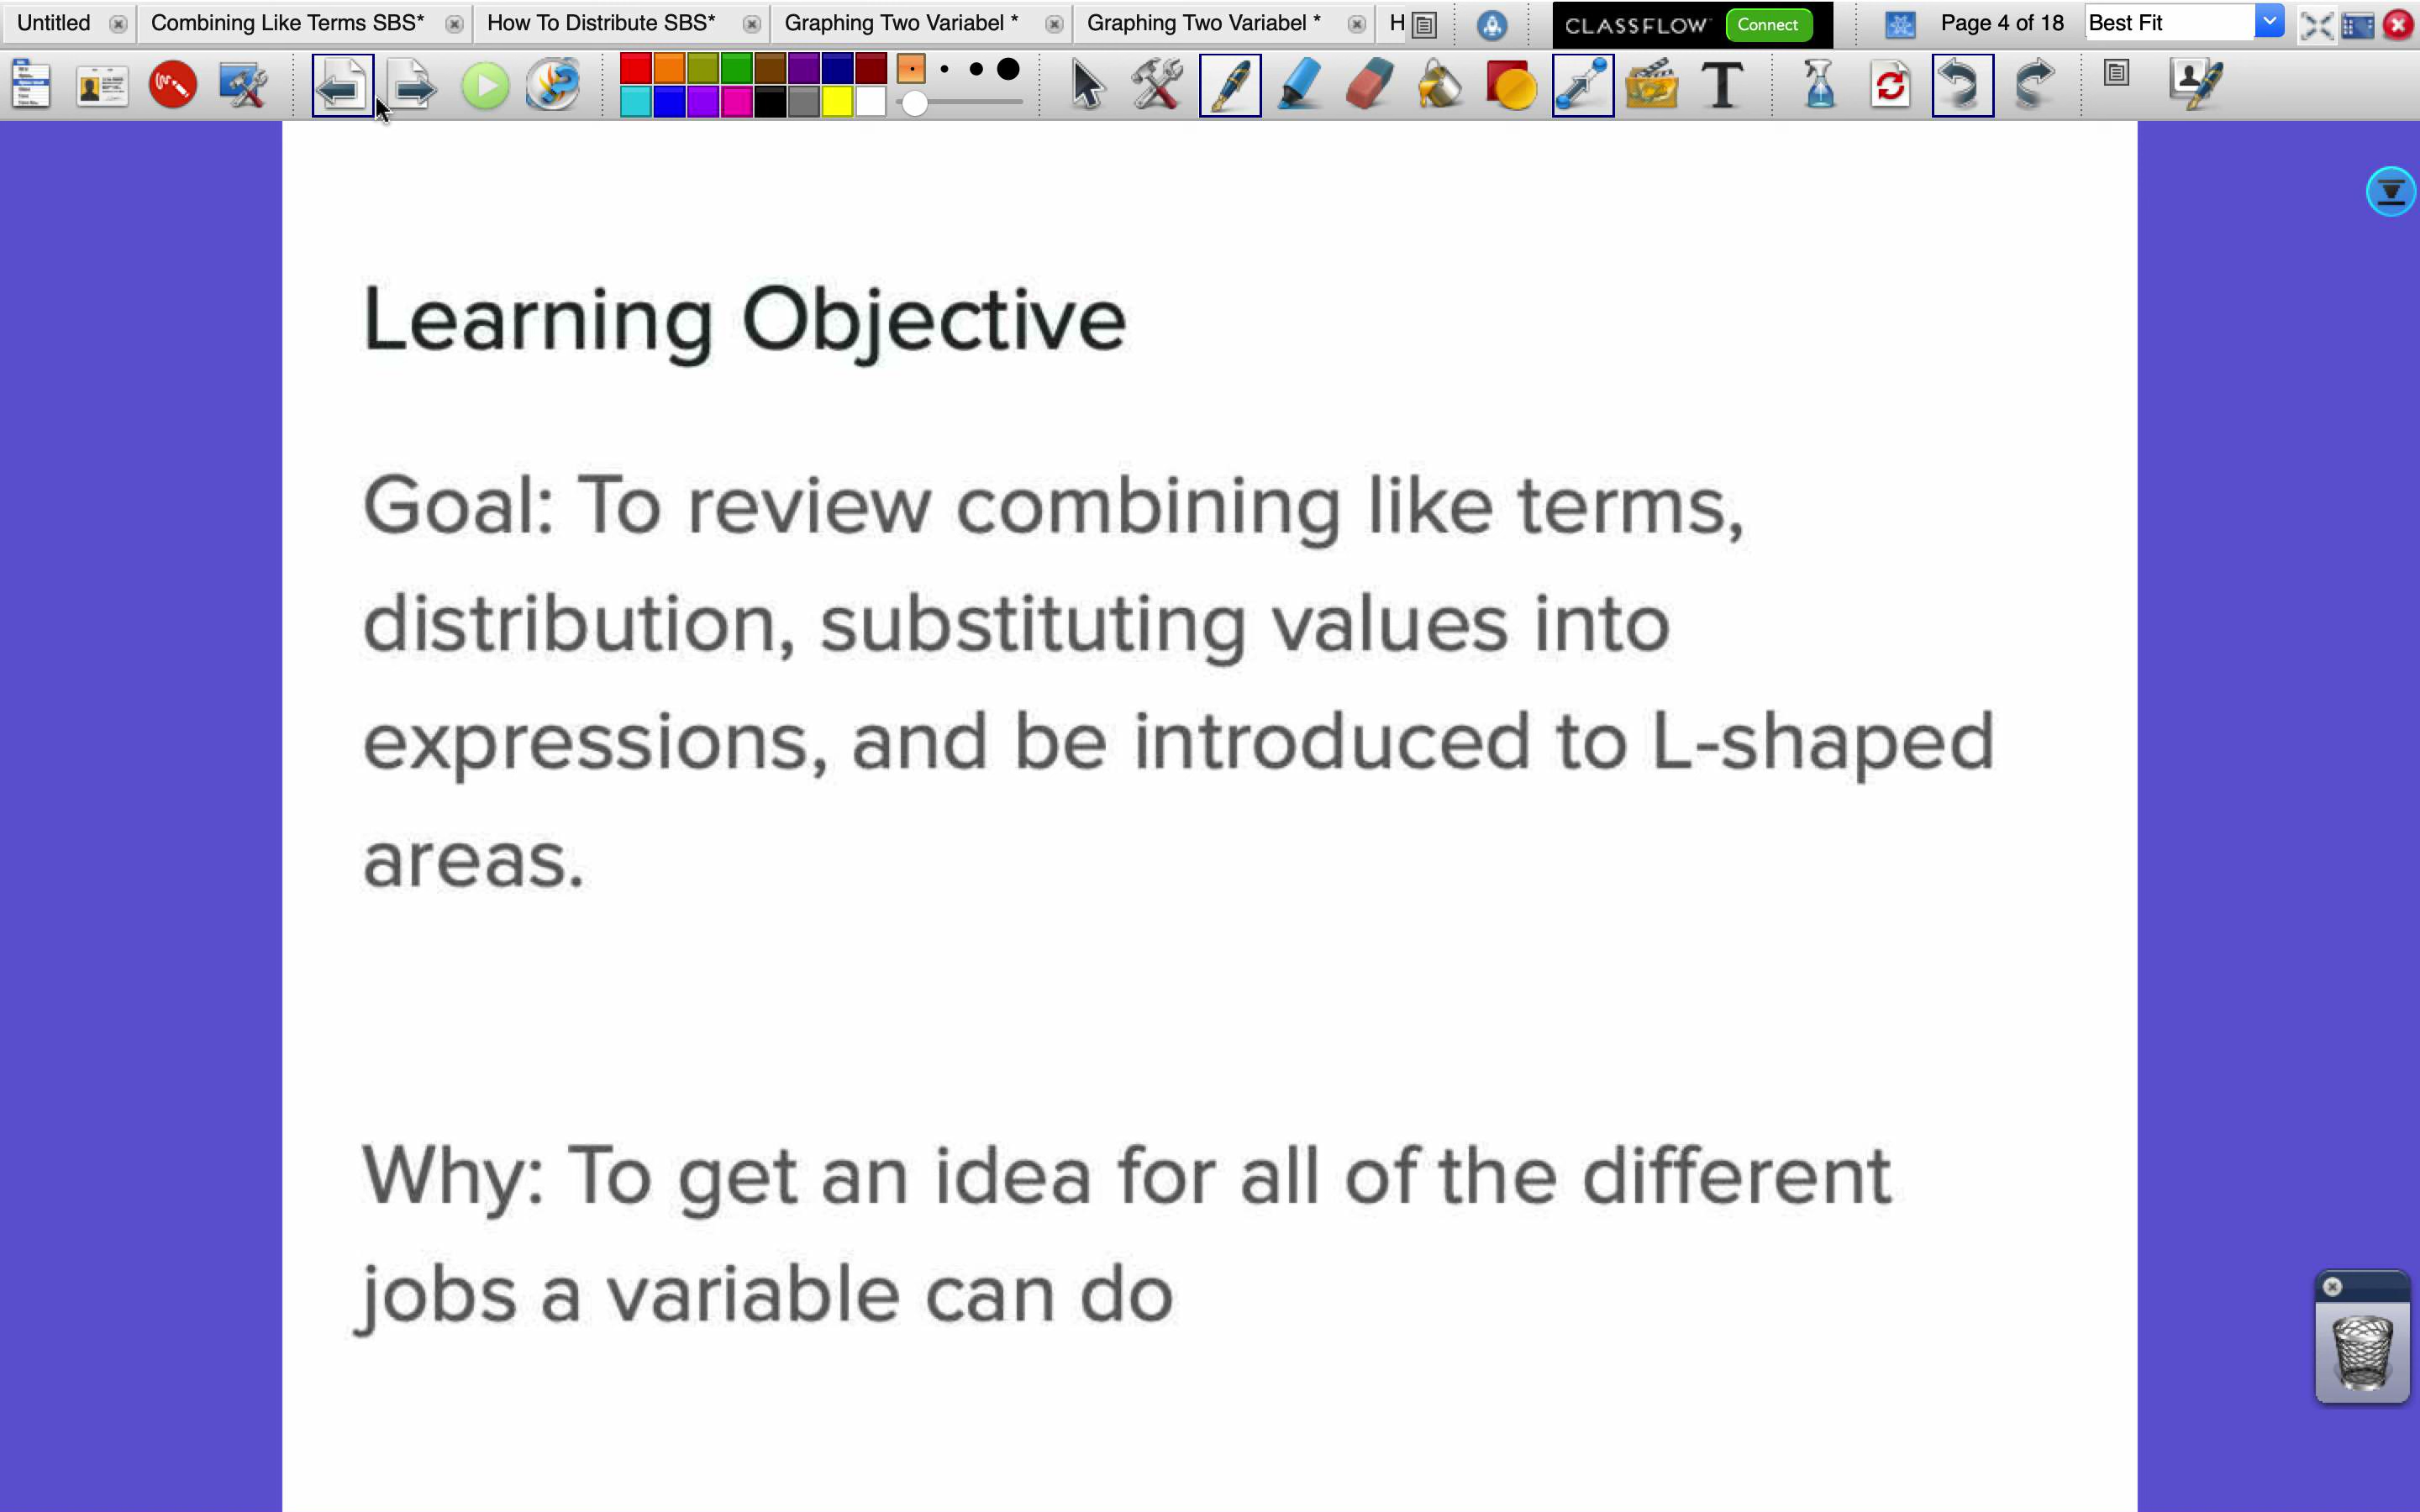 Untitled Combining Like Terms SBS* How To Distribute SBS* Graphing Two Variabel * Graphing Two Variabel * H CLASSFLOW Connect Page 4 of 18 Best Fit
T
Learning Objective
Goal: To review combining like terms,
distribution, substituting values into
expressions, and be introduced to L-shaped
areas.
Why: To get an idea for all of the different
jobs a variable can do